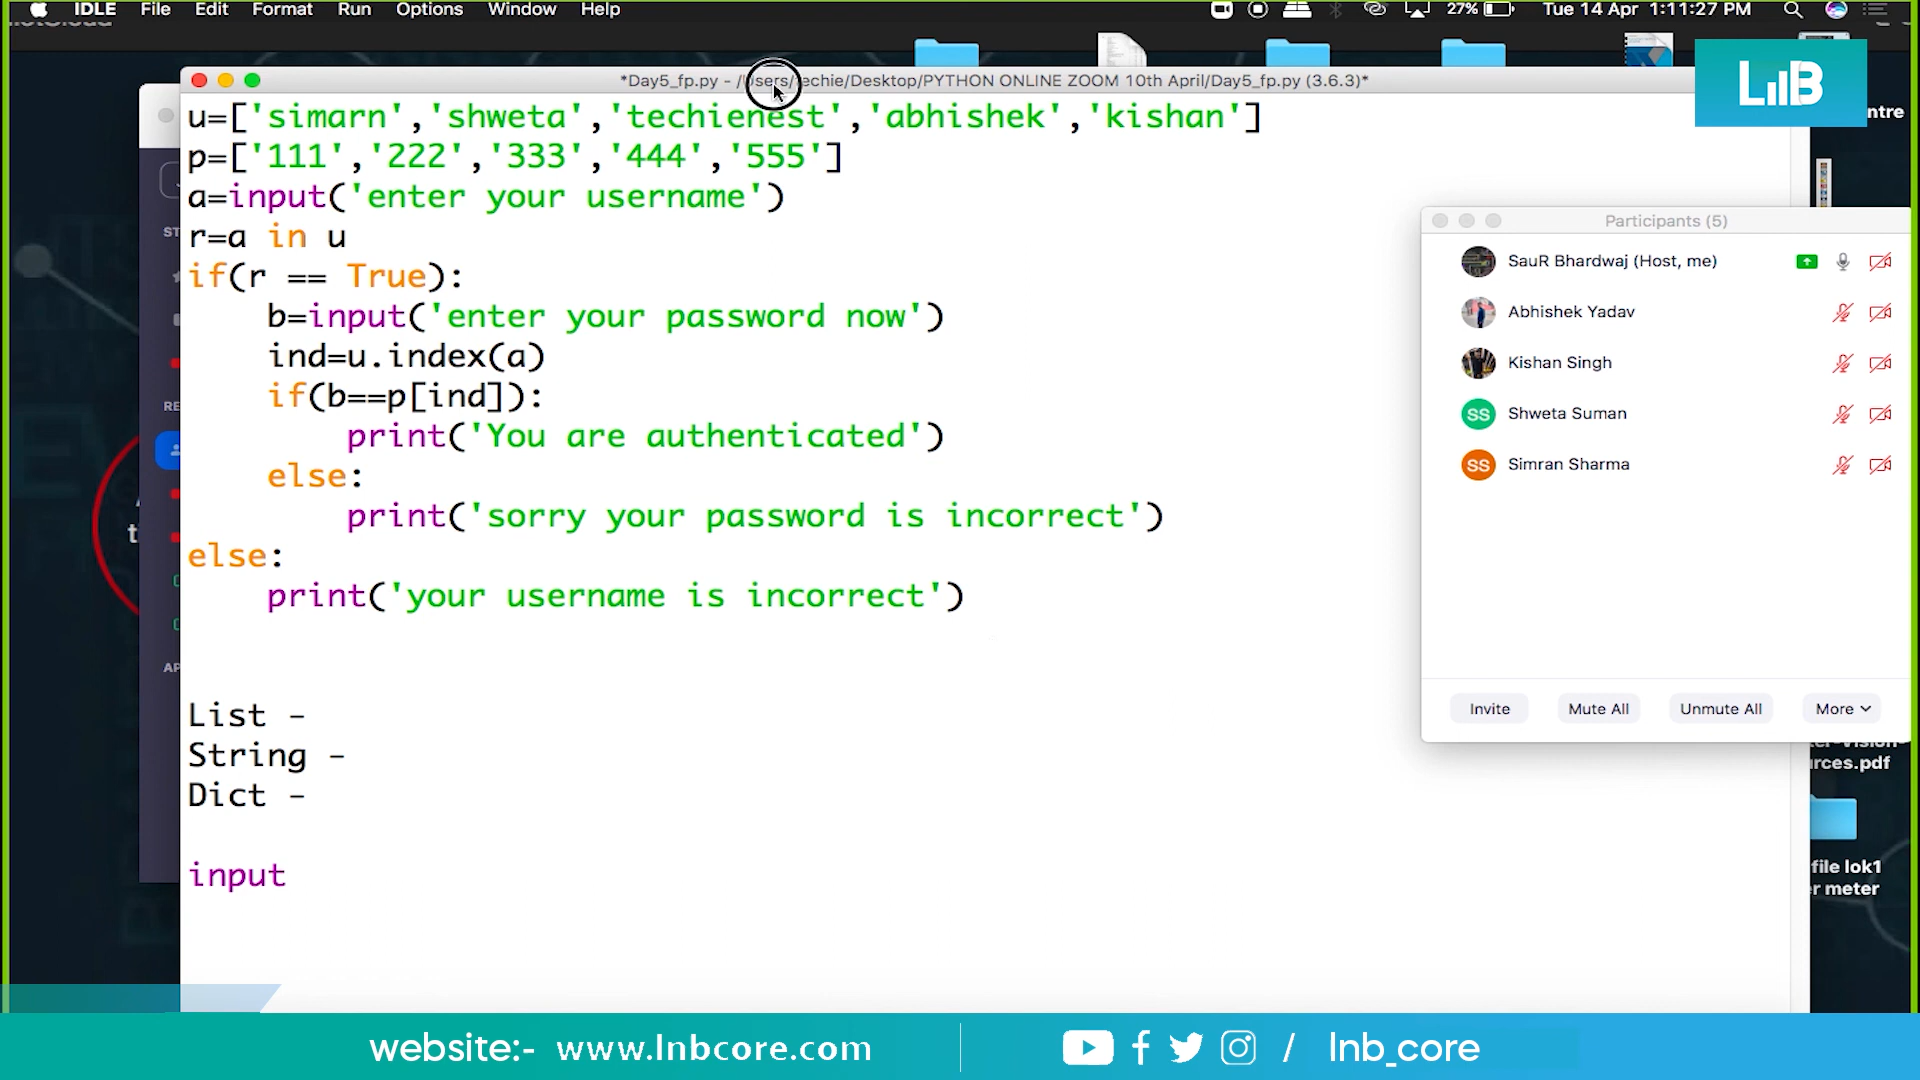 IDLE File Edit Format Run Options Window Help 27% Tue 14 Apr 1:11:27 PM
*Day5_fp.py - /Users/techie/Desktop/PYTHON ONLINE ZOOM 10th April/Day5_fp.py (3.6.3)*
LNB
u=['simarn','shweta','techienest','abhishek','kishan']
p=['111','222','333','444','555']
a=input('enter your username')
r=a in u
if(r == True):
b=input('enter your password now')
ind=u.index(a)
if(b==p[ind]):
print('You are authenticated')
else:
print('sorry your password is incorrect')
else:
print('your username is incorrect')
List -
String -
Dict -
input
Participants (5)
SauR Bhardwaj (Host, me)
Abhishek Yadav
Kishan Singh
SS Shweta Suman
SS Simran Sharma
Invite Mute All Unmute All More
rces.pdf
file lok1
er meter
website:- www.lnbcore.com / lnb_core